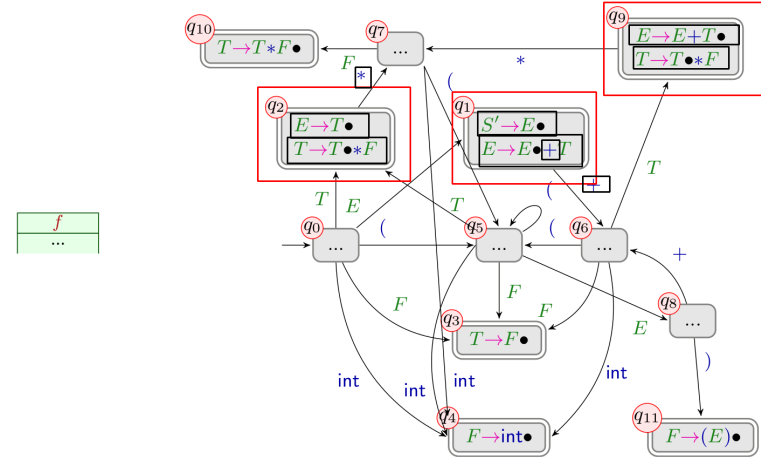 q10
T→T*F●
q7
...
q9
E→E+T●
T→T●*F
*
F
*
(
q2
E→T●
T→T●*F
q1
S′→E●
E→E●+T
+
(
T
T
E
T
f
...
q0
...
(
q5
...
(
q6
...
+
F
F
F
q3
T→F●
E
q8
...
)
int
int
int
int
q4
F→int●
q11
F→(E)●